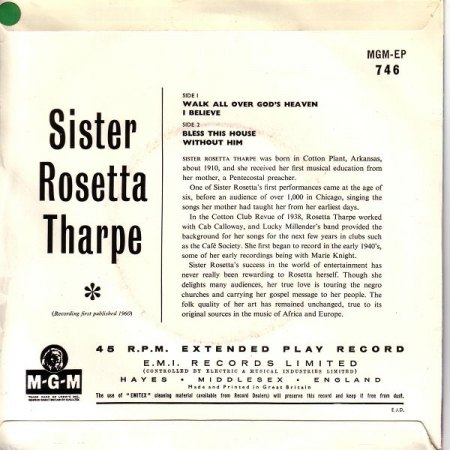 MGM-EP
746
Sister
Rosetta
Tharpe
*
(Recording first published 1960)
SIDE 1
WALK ALL OVER GOD'S HEAVEN
I BELIEVE
SIDE 2
BLESS THIS HOUSE
WITHOUT HIM
SISTER ROSETTA THARPE was born in Cotton Plant, Arkansas,
about 1910, and she received her first musical education from
her mother, a Pentecostal preacher.
One of Sister Rosetta's first performances came at the age of
six, before an audience of over 1,000 in Chicago, singing the
songs her mother had taught her from her earliest days.
In the Cotton Club Revue of 1938, Rosetta Tharpe worked
with Cab Calloway, and Lucky Millender's band provided the
background for her songs for the next few years in clubs such
as the Café Society. She first began to record in the early 1940's,
some of her early recordings being with Marie Knight.
Sister Rosetta's success in the world of entertainment has
never really been rewarding to Rosetta herself. Though she
delights many audiences, her true love is touring the negro
churches and carrying her gospel message to her people. The
folk quality of her art has remained unchanged, true to its
original sources in the music of Africa and Europe.
M-G-M
45 R.P.M. EXTENDED PLAY RECORD
E.M.I. RECORDS LIMITED
(CONTROLLED BY ELECTRIC & MUSICAL INDUSTRIES LIMITED)
HAYES · MIDDLESEX · ENGLAND
Made and Printed in Great Britain
The use of "EMITEX" cleaning material (available from Record Dealers) will preserve this record and keep it free from dust.
E.J.D.